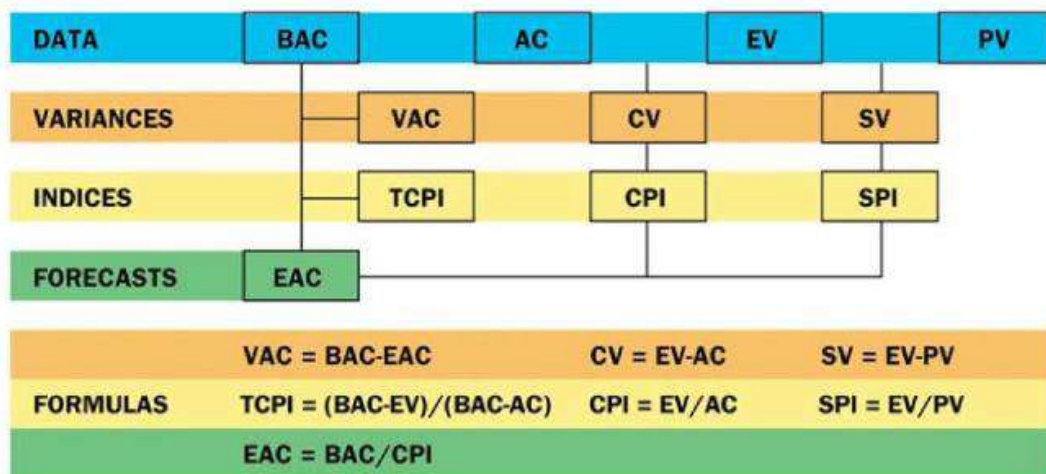 DATA BAC AC EV PV
VARIANCES VAC CV SV
INDICES TCPI CPI SPI
FORECASTS EAC
VAC = BAC-EAC CV = EV-AC SV = EV-PV
FORMULAS TCPI = (BAC-EV)/(BAC-AC) CPI = EV/AC SPI = EV/PV
EAC = BAC/CPI